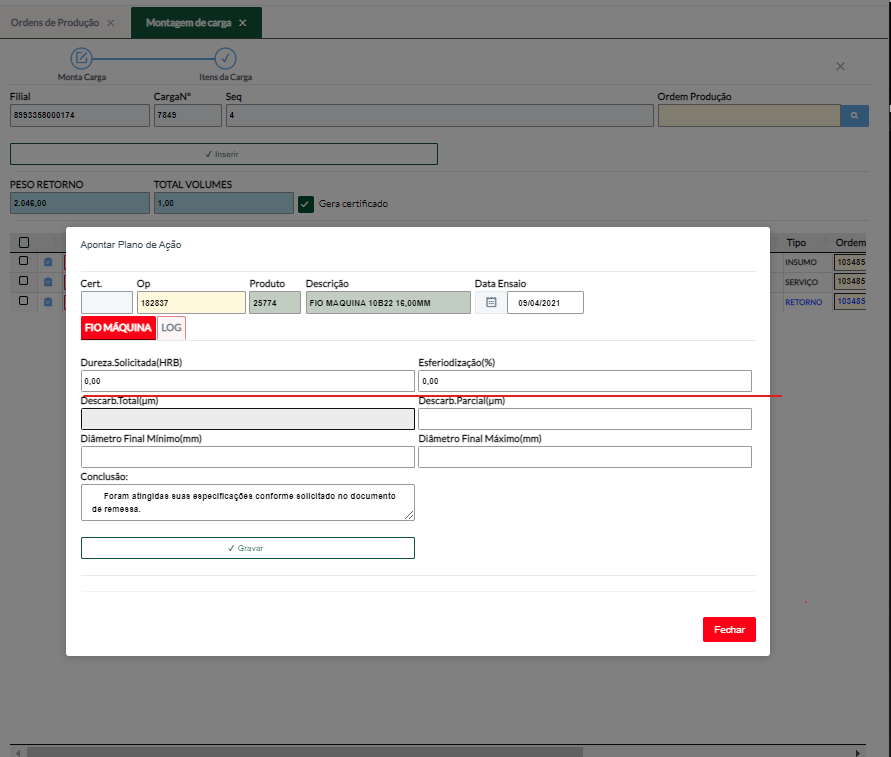 Ordens de Produção ×
Montagem de carga ×
Monta Carga
Itens da Carga
Filial
CargaNº
Seq
Ordem Produção
8993358000174
7849
4
✓ Inserir
PESO RETORNO
TOTAL VOLUMES
2.046,00
1,00
Gera certificado
Tipo
Ordem
INSUMO
103485
SERVIÇO
103485
RETORNO
103485
Apontar Plano de Ação
Cert.
Op
Produto
Descrição
Data Ensaio
182837
25774
FIO MAQUINA 10B22 16,00MM
09/04/2021
FIO MÁQUINA
LOG
Dureza.Solicitada(HRB)
Esferiodização(%)
0,00
0,00
Descarb.Total(µm)
Descarb.Parcial(µm)
Diâmetro Final Mínimo(mm)
Diâmetro Final Máximo(mm)
Conclusão:
Foram atingidas suas especificações conforme solicitado no documento
de remessa.
✓ Gravar
Fechar